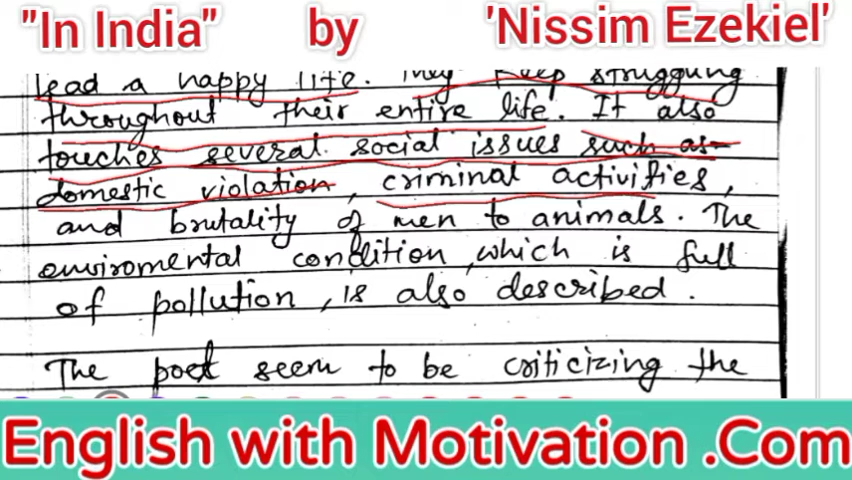 "In India" by 'Nissim Ezekiel'
lead a happy life. They keep struggling
throughout their entire life. It also
touches several social issues such as
domestic violation, criminal activities,
and brutality of men to animals. The
enviromental condition, which is full
of pollution, is also described.
The poet seem to be criticizing the
English with Motivation .Com